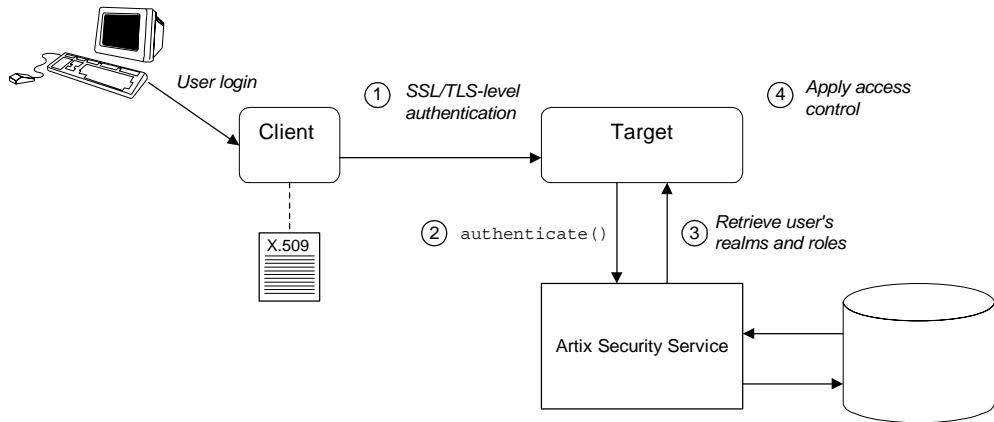 User login
1 SSL/TLS-level
authentication
4 Apply access
control
Client
Target
X.509
2 authenticate()
3 Retrieve user's
realms and roles
Artix Security Service